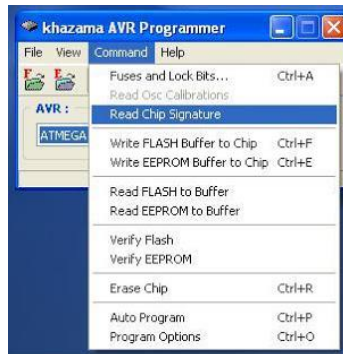 khazama AVR Programmer
File View Command Help
AVR :
ATMEGA
Fuses and Lock Bits... Ctrl+A
Read Osc Calibrations
Read Chip Signature
Write FLASH Buffer to Chip Ctrl+F
Write EEPROM Buffer to Chip Ctrl+E
Read FLASH to Buffer
Read EEPROM to Buffer
Verify Flash
Verify EEPROM
Erase Chip Ctrl+R
Auto Program Ctrl+P
Program Options Ctrl+O